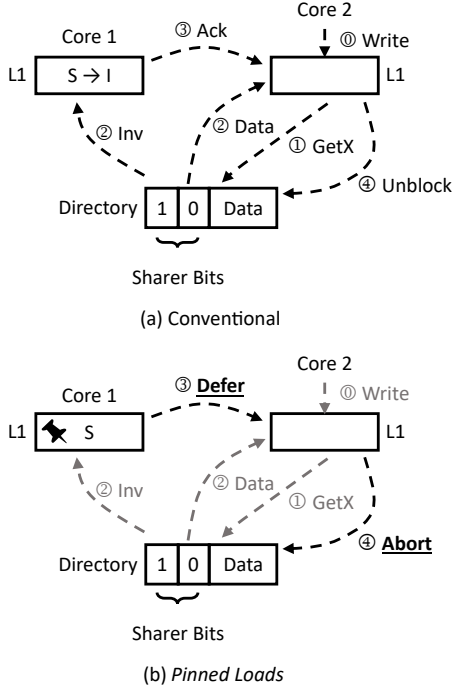 Core 1
Core 2
③ Ack
⓪ Write
L1
S → I
L1
② Inv
② Data
① GetX
④ Unblock
Directory
1
0
Data
Sharer Bits
(a) Conventional
Core 2
Core 1
③ Defer
⓪ Write
L1
S
L1
② Inv
② Data
① GetX
④ Abort
Directory
1
0
Data
Sharer Bits
(b) Pinned Loads